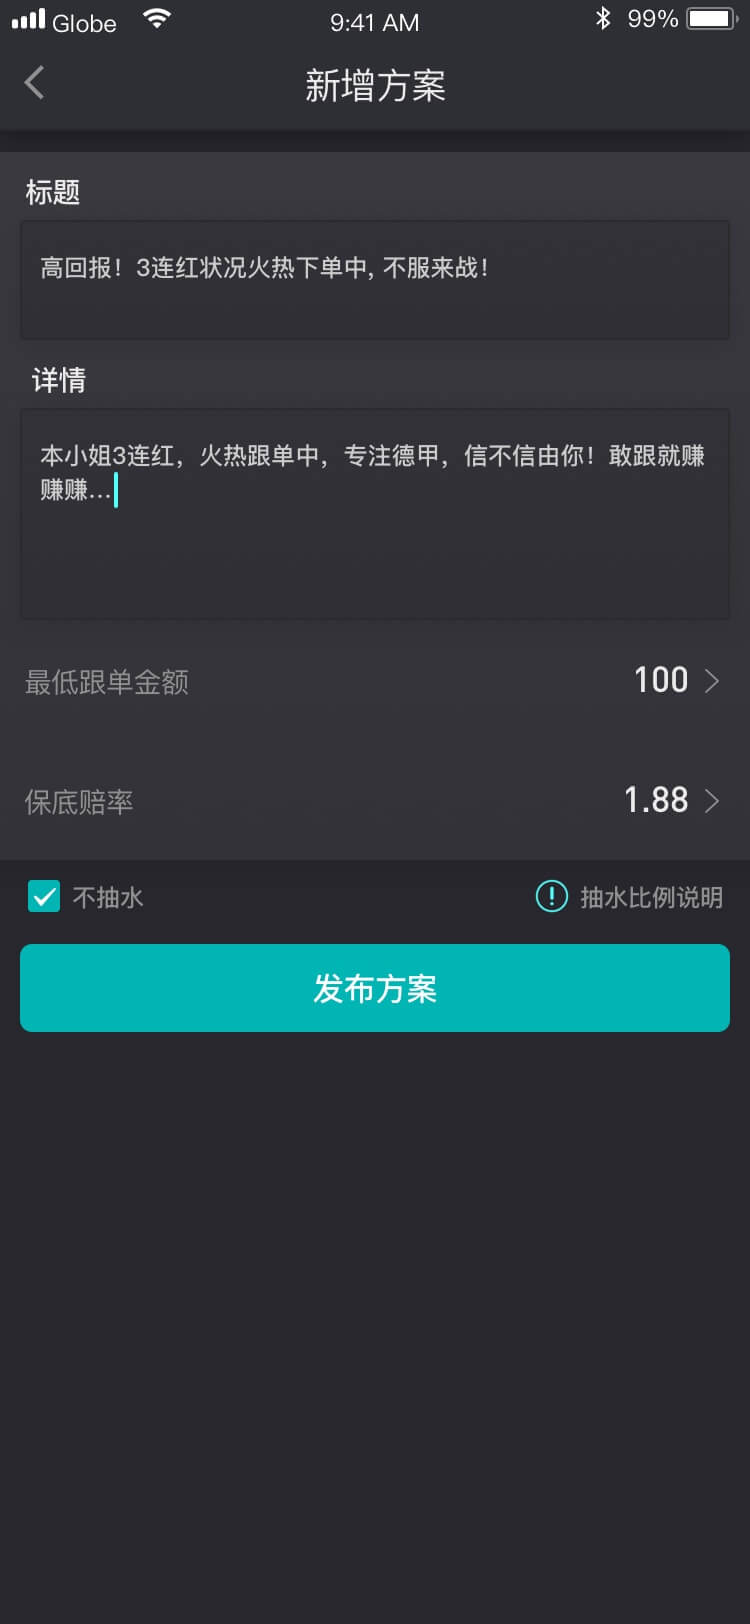 Globe 9:41 AM 99%
新增方案
标题
高回报！3连红状况火热下单中, 不服来战！
详情
本小姐3连红，火热跟单中，专注德甲，信不信由你！敢跟就赚
赚赚...
最低跟单金额 100
保底赔率 1.88
不抽水 抽水比例说明
发布方案